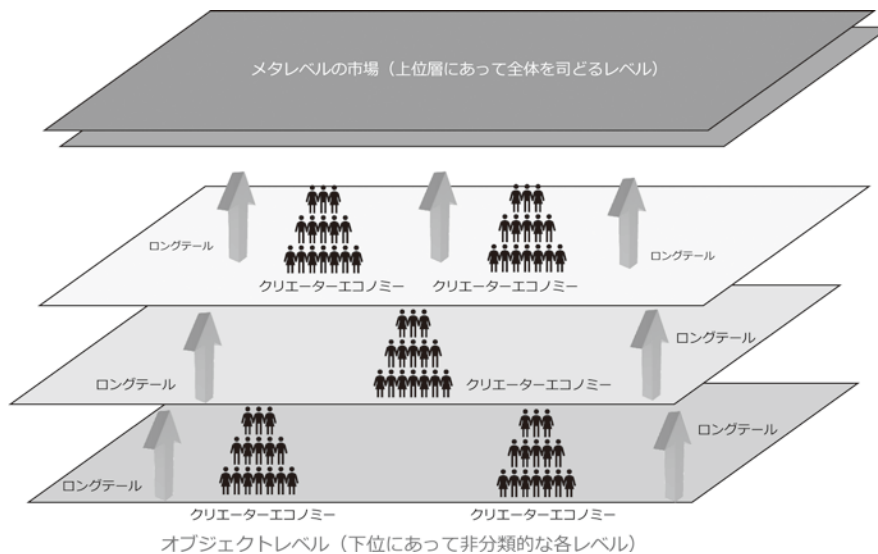 メタレベルの市場（上位層にあって全体を司どるレベル）
ロングテール
ロングテール
クリエーターエコノミー
クリエーターエコノミー
ロングテール
ロングテール
クリエーターエコノミー
ロングテール
ロングテール
クリエーターエコノミー
クリエーターエコノミー
オブジェクトレベル（下位にあって非分類的な各レベル）